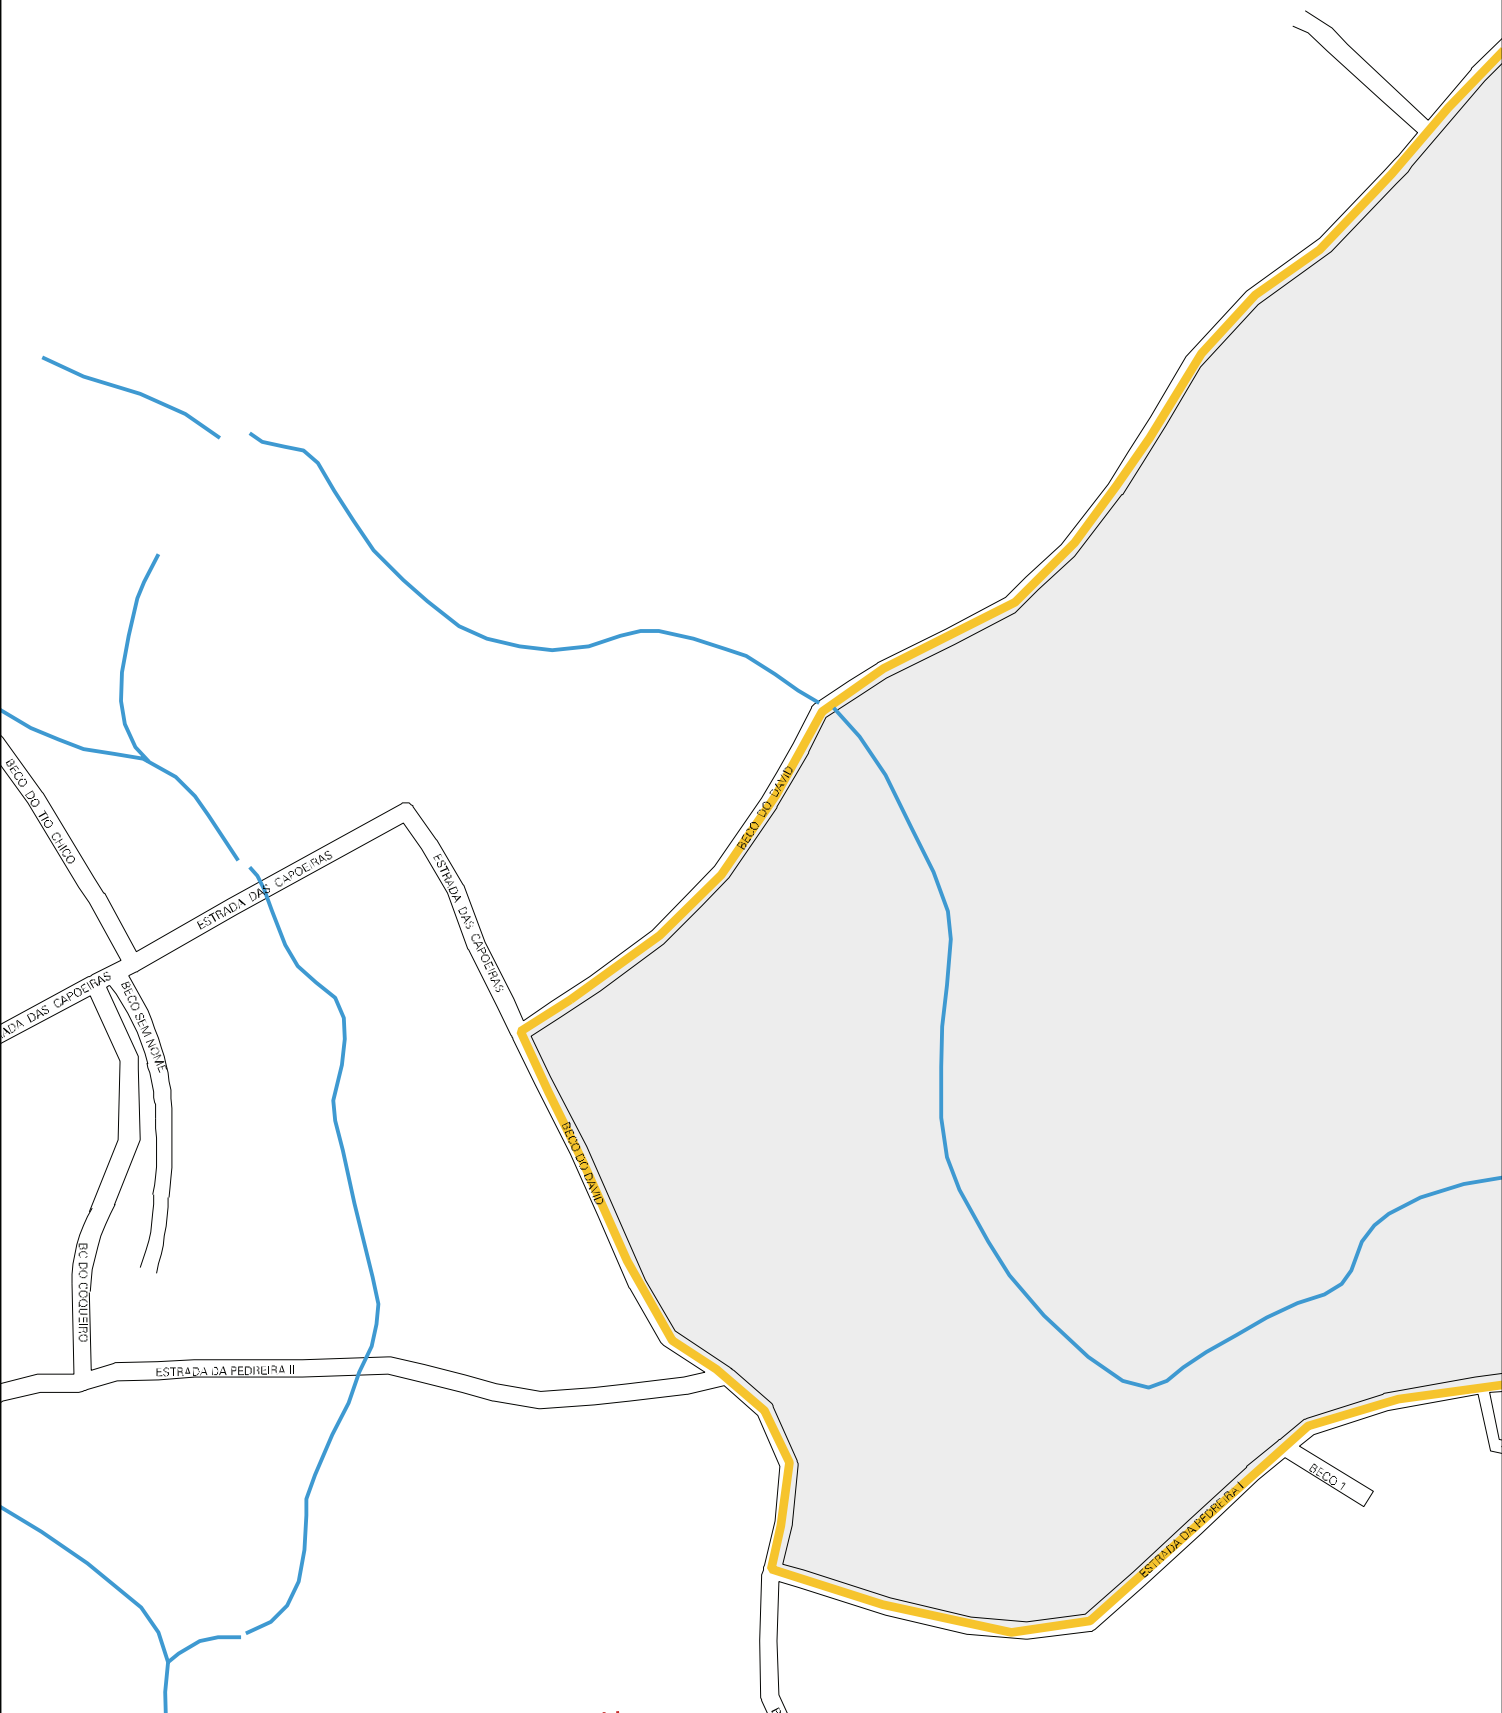 BECO DO DAVID
BECO DO TIO CHICO
ESTRADA DAS CAPOEIRAS
ESTRADA DAS CAPOEIRAS
DAS CAPOEIRAS
BECO SEM NOME
BECO DO DAVID
BC DO COQUEIRO
ESTRADA DA PEDREIRA II
BECO 1
ESTRADA DA PEDREIRA I